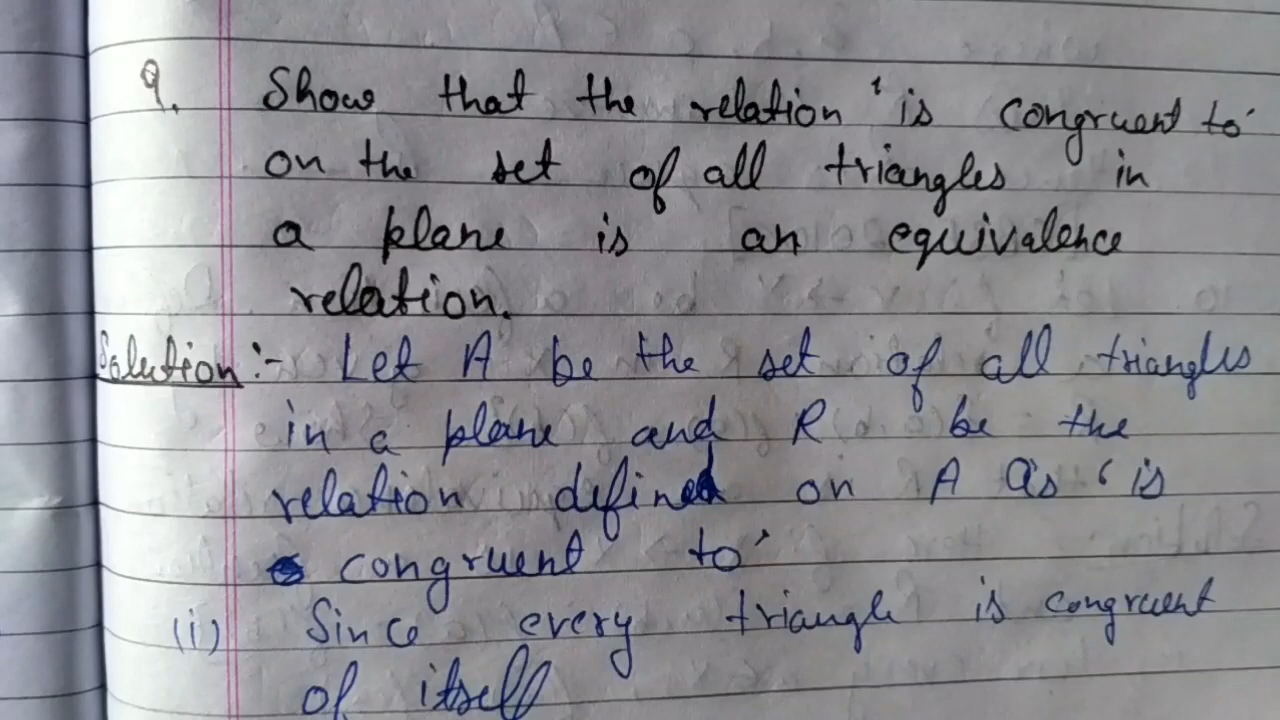 9. Show that the relation 'is congruent to'
on the set of all triangles in
a plane is an equivalence
relation.
Solution :- Let A be the set of all triangles
in a plane and R be the
relation defined on A as 'is
congruent to'
(i) Since every triangle is congruent
of itself